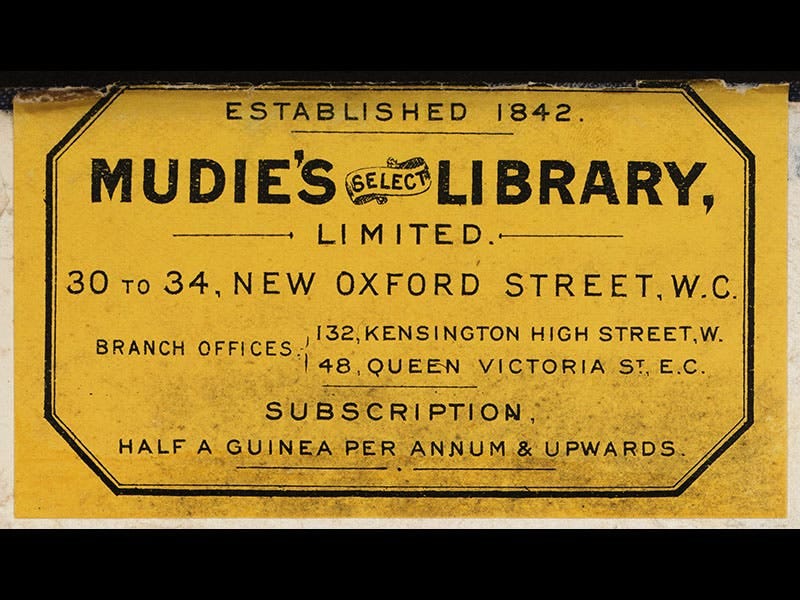 ESTABLISHED 1842.
MUDIE'S SELECT LIBRARY,
LIMITED.
30 TO 34, NEW OXFORD STREET, W.C.
BRANCH OFFICES:
132, KENSINGTON HIGH STREET, W.
48, QUEEN VICTORIA ST, E.C.
SUBSCRIPTION,
HALF A GUINEA PER ANNUM & UPWARDS.